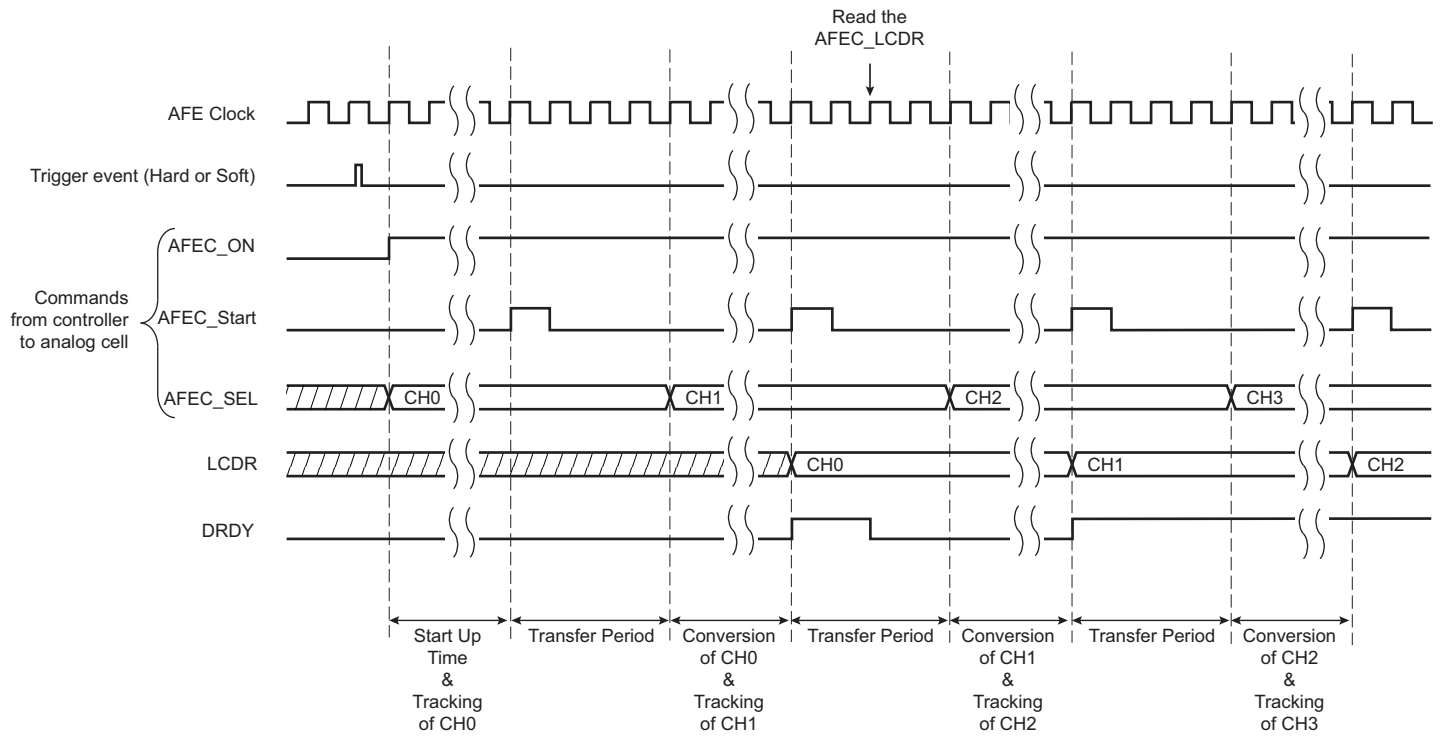 Read the
AFEC_LCDR
AFE Clock
Trigger event (Hard or Soft)
AFEC_ON
Commands
from controller
to analog cell
AFEC_Start
AFEC_SEL
CH0
CH1
CH2
CH3
LCDR
CH0
CH1
CH2
DRDY
Start Up
Time
&
Tracking
of CH0
Transfer Period
Conversion
of CH0
&
Tracking
of CH1
Transfer Period
Conversion
of CH1
&
Tracking
of CH2
Transfer Period
Conversion
of CH2
&
Tracking
of CH3